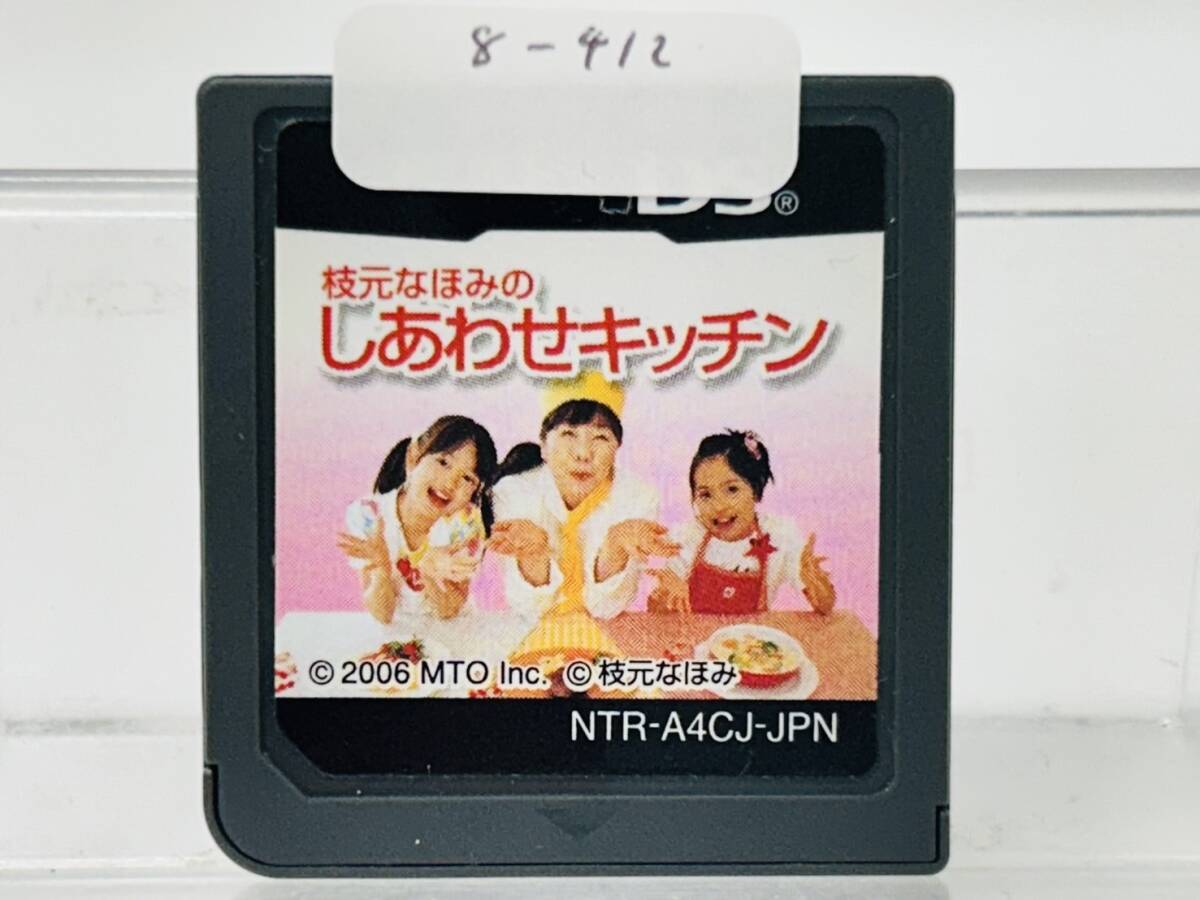 8-412
DS®
枝元なほみの
しあわせキッチン
© 2006 MTO Inc. © 枝元なほみ
NTR-A4CJ-JPN